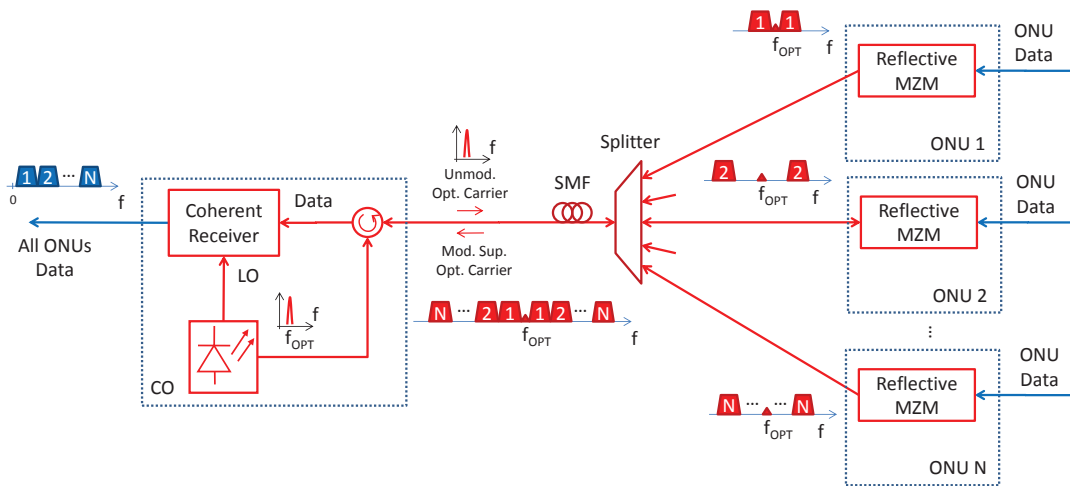 1 1
f_OPT f
ONU
Data
Reflective
MZM
ONU 1
Splitter
f
Unmod.
Opt. Carrier
SMF
2 2
f_OPT f
ONU
Data
Reflective
MZM
ONU 2
...
1 2 ... N
0 f
All ONUs
Data
Coherent
Receiver
Data
LO
f
f_OPT
CO
Mod. Sup.
Opt. Carrier
N ... 2 1 1 2 ... N
f_OPT f
N ... ... N
f_OPT f
ONU
Data
Reflective
MZM
ONU N